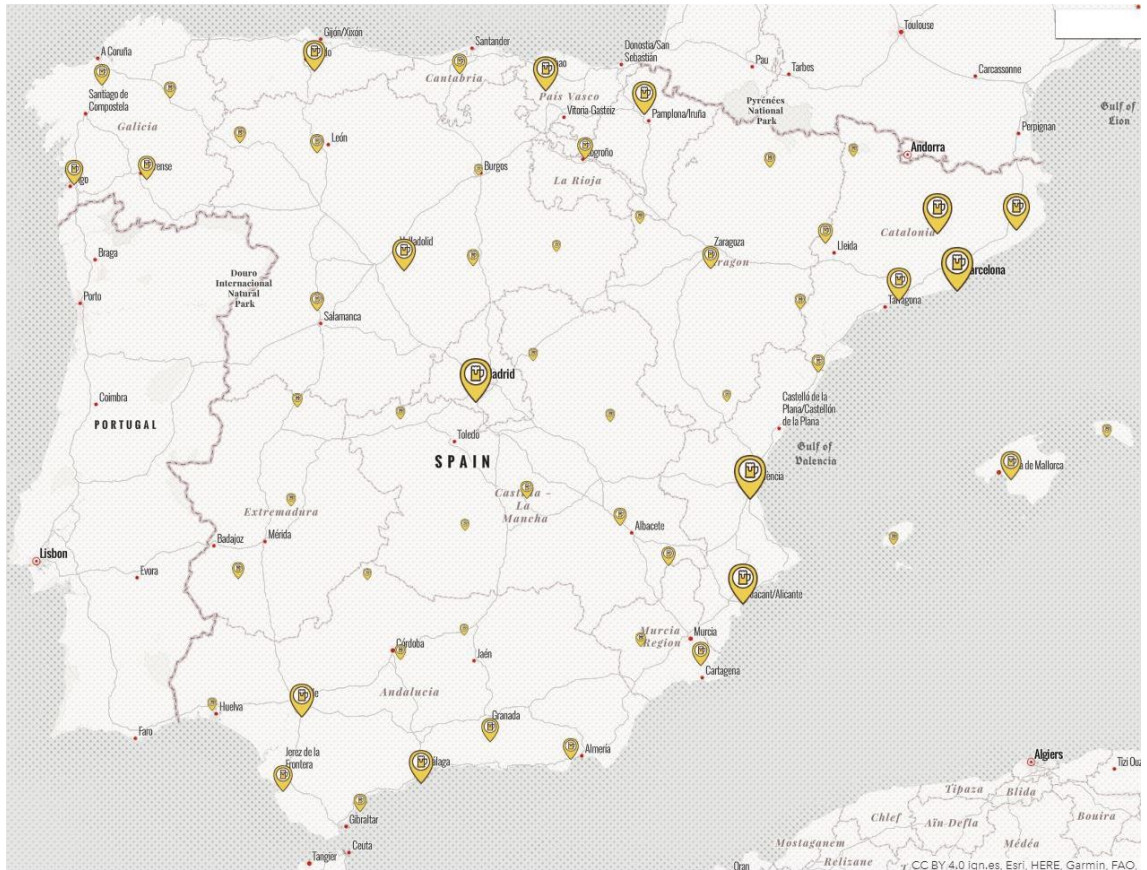 Gijón/Xixón
Toulouse
A Coruña
Santander
Donostia/San
Sebastián
Pau
Tarbes
Carcassonne
Cantabria
Santiago de
Compostela
País Vasco
Vitoria-Gasteiz
Pyrénées
National
Park
Gulf of
Lion
Galicia
León
Pamplona/Iruña
Perpignan
Andorra
Burgos
La Rioja
Braga
Zaragoza
Catalonia
Lleida
Douro
Internacional
Natural
Park
Porto
Salamanca
Tarragona
Coimbra
Castelló de la
Plana/Castellón
de la Plana
PORTUGAL
Toledo
Gulf of
Valencia
SPAIN
Extremadura
La
Mancha
Mérida
Badajoz
Albacete
Lisbon
Evora
Murcia
Region
Murcia
Córdoba
Jaén
Cartagena
Andalucia
Huelva
Granada
Faro
Jerez de la
Frontera
Almería
Algiers
Tizi Ouz
Tipaza
Blida
Gibraltar
Chlef
Aïn-Defla
Bouira
Ceuta
Mostaganem
Médéa
Tangier
Relizane
Oran
CC BY 4.0 ign.es, Esri, HERE, Garmin, FAO,